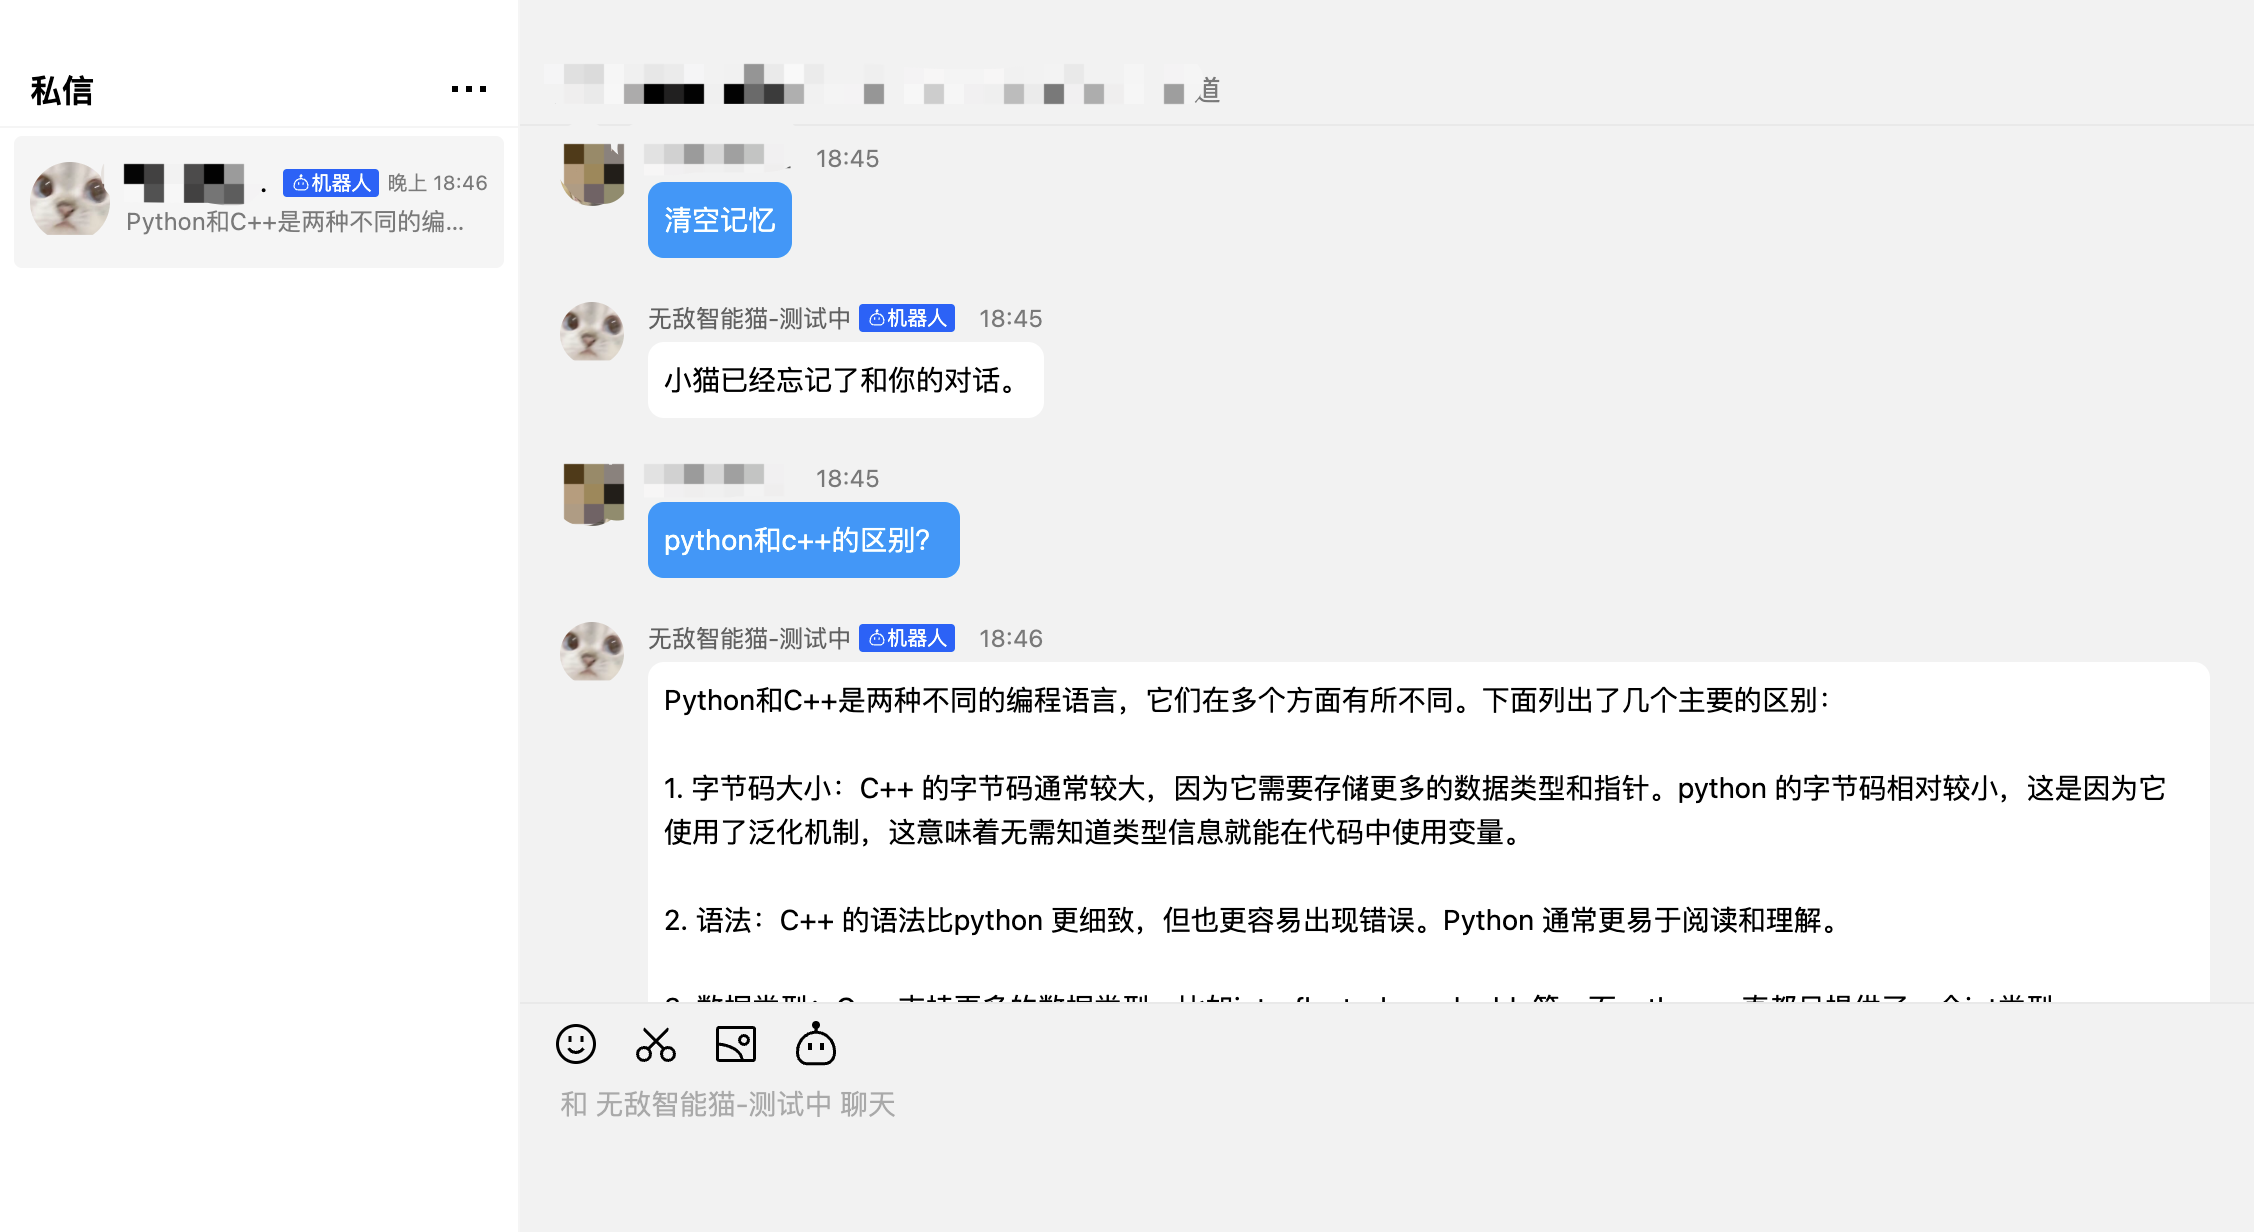 私信
机器人 晚上 18:46
Python和C++是两种不同的编...
道
18:45
清空记忆
无敌智能猫-测试中 机器人 18:45
小猫已经忘记了和你的对话。
18:45
python和c++的区别？
无敌智能猫-测试中 机器人 18:46
Python和C++是两种不同的编程语言，它们在多个方面有所不同。下面列出了几个主要的区别：
1. 字节码大小：C++ 的字节码通常较大，因为它需要存储更多的数据类型和指针。python 的字节码相对较小，这是因为它
使用了泛化机制，这意味着无需知道类型信息就能在代码中使用变量。
2. 语法：C++ 的语法比python 更细致，但也更容易出现错误。Python 通常更易于阅读和理解。
和 无敌智能猫-测试中 聊天